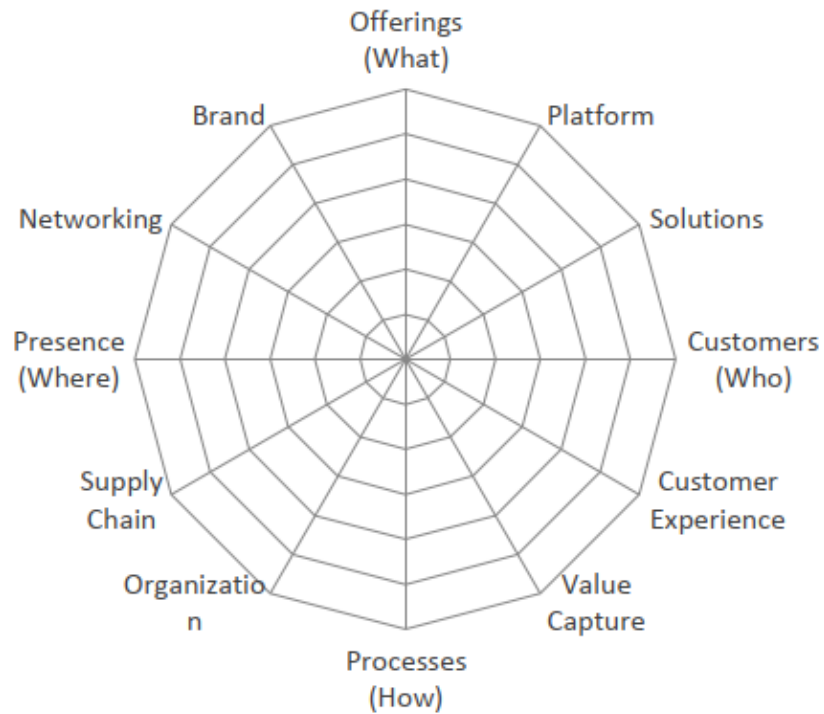 Offerings
(What)
Brand
Platform
Networking
Solutions
Presence
(Where)
Customers
(Who)
Supply
Chain
Customer
Experience
Organizatio
n
Value
Capture
Processes
(How)